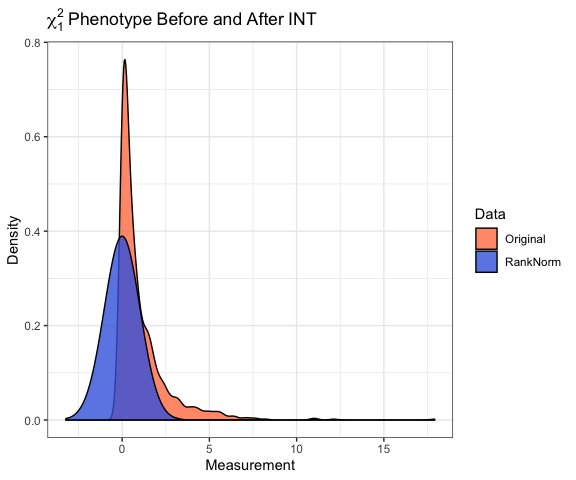 χ²₁ Phenotype Before and After INT
0.8
0.6
0.4
0.2
0.0
Density
0
5
10
15
Measurement
Data
Original
RankNorm